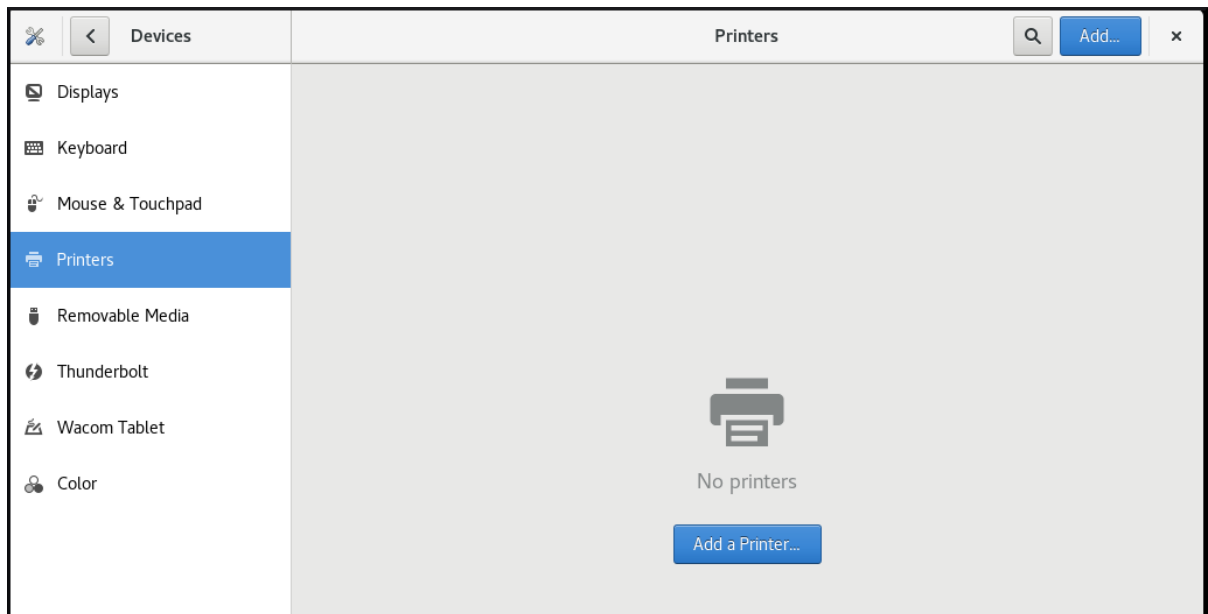 Devices
Printers
Add...
Displays
Keyboard
Mouse & Touchpad
Printers
Removable Media
Thunderbolt
Wacom Tablet
Color
No printers
Add a Printer...